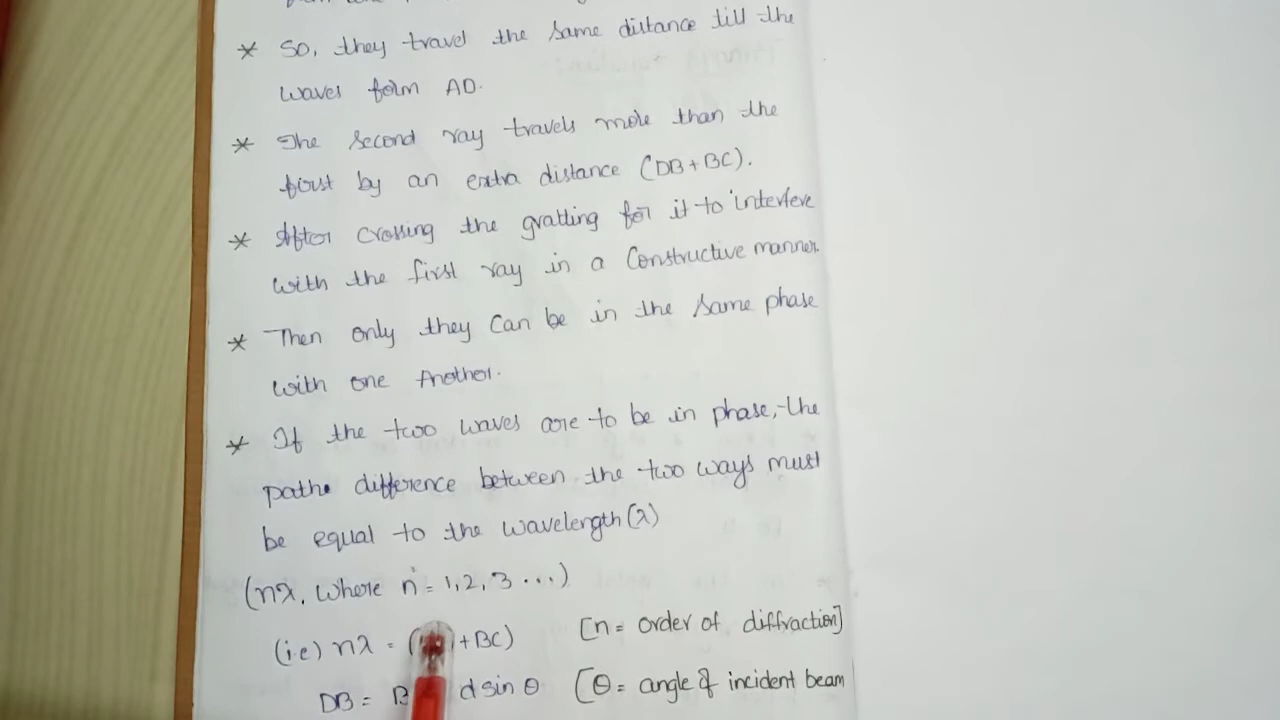 * So, they travel the same distance till the
waves form AD.
* The second ray travels more than the
first by an extra distance (DB+BC).
* After crossing the gratting for it to interfere
with the first ray in a Constructive manner.
* Then only they can be in the same phase
with one Another.
* If the two waves are to be in phase, the
path difference between the two ways must
be equal to the wavelength (λ)
(nλ, Where n = 1, 2, 3 ...)
(i.e) nλ = ( +BC) [n = order of diffraction]
DB = B d sin θ [θ = angle of incident beam